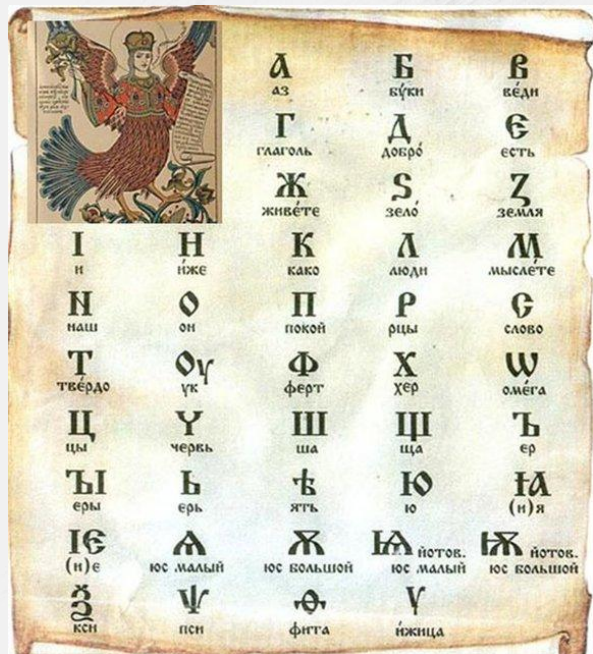 А Б В
аз бу́ки ве́ди
Г Д Є
глаголь добро́ єсть
Ж Ѕ Ꙁ
живе́те зело́ земля
І Н К Л М
и и́же како люди мысле́те
N О П Р С
наш он покой рцы слово
Т Оу Ф Х Ѡ
тве́рдо ук ферт хер оме́га
Ц Ч Ш Щ Ъ
цы червь ша ща ер
ЪІ Ь Ѣ Ю Ꙗ
еры ерь ять ю (и)я
Ѥ Ѧ Ѫ Ѩ йотов. Ѭ йотов.
(и)є юс малый юс большой юс малый юс большой
Ѯ Ѱ Ѳ Ѵ
кси пси фита и́жица